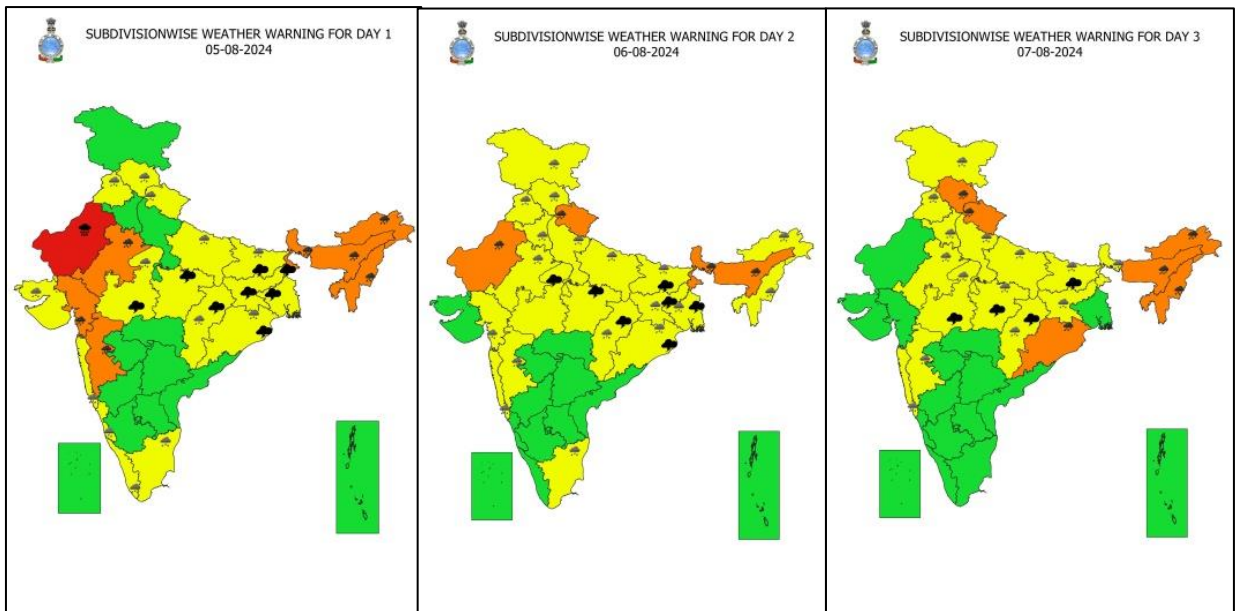 SUBDIVISIONWISE WEATHER WARNING FOR DAY 1
05-08-2024
SUBDIVISIONWISE WEATHER WARNING FOR DAY 2
06-08-2024
SUBDIVISIONWISE WEATHER WARNING FOR DAY 3
07-08-2024